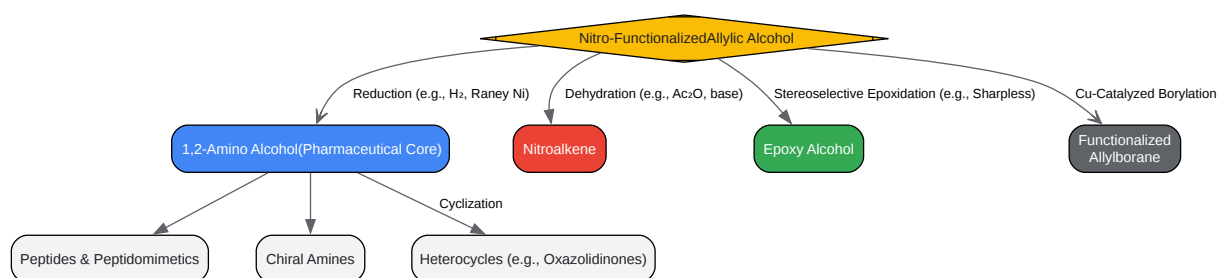 Nitro-FunctionalizedAllylic Alcohol
Reduction (e.g., H₂, Raney Ni)
Dehydration (e.g., Ac₂O, base)
Stereoselective Epoxidation (e.g., Sharpless)
Cu-Catalyzed Borylation
1,2-Amino Alcohol(Pharmaceutical Core)
Nitroalkene
Epoxy Alcohol
Functionalized
Allylborane
Cyclization
Peptides & Peptidomimetics
Chiral Amines
Heterocycles (e.g., Oxazolidinones)